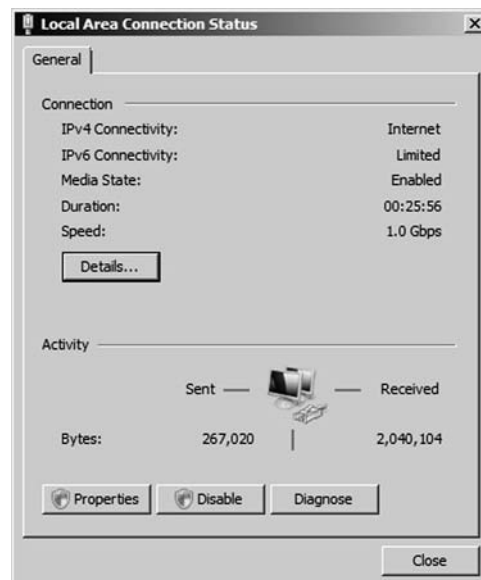 Local Area Connection Status
General
Connection
IPv4 Connectivity: Internet
IPv6 Connectivity: Limited
Media State: Enabled
Duration: 00:25:56
Speed: 1.0 Gbps
Details...
Activity
Sent Received
Bytes: 267,020 2,040,104
Properties Disable Diagnose
Close